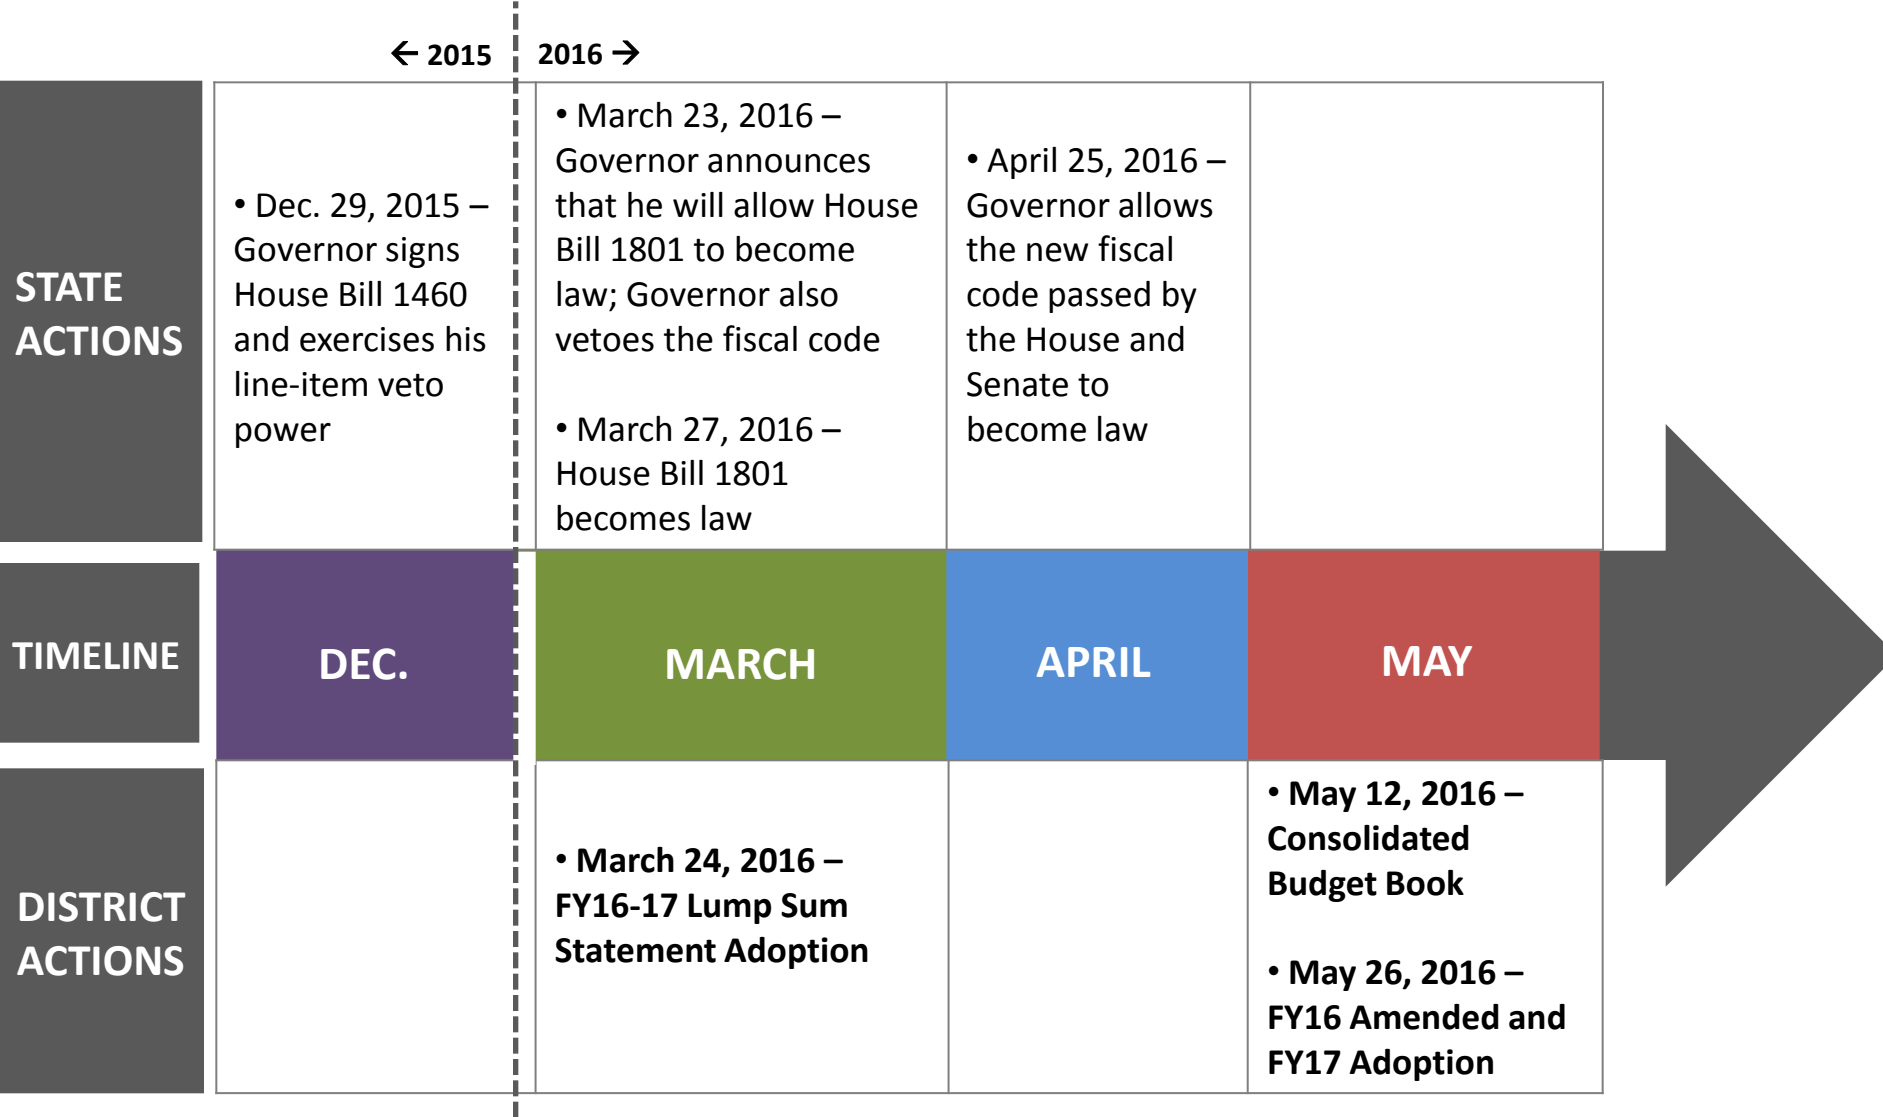 ← 2015
2016 →
STATE
ACTIONS
• Dec. 29, 2015 –
Governor signs
House Bill 1460
and exercises his
line-item veto
power
• March 23, 2016 –
Governor announces
that he will allow House
Bill 1801 to become
law; Governor also
vetoes the fiscal code
• March 27, 2016 –
House Bill 1801
becomes law
• April 25, 2016 –
Governor allows
the new fiscal
code passed by
the House and
Senate to
become law
TIMELINE
DEC.
MARCH
APRIL
MAY
DISTRICT
ACTIONS
• March 24, 2016 –
FY16-17 Lump Sum
Statement Adoption
• May 12, 2016 –
Consolidated
Budget Book
• May 26, 2016 –
FY16 Amended and
FY17 Adoption